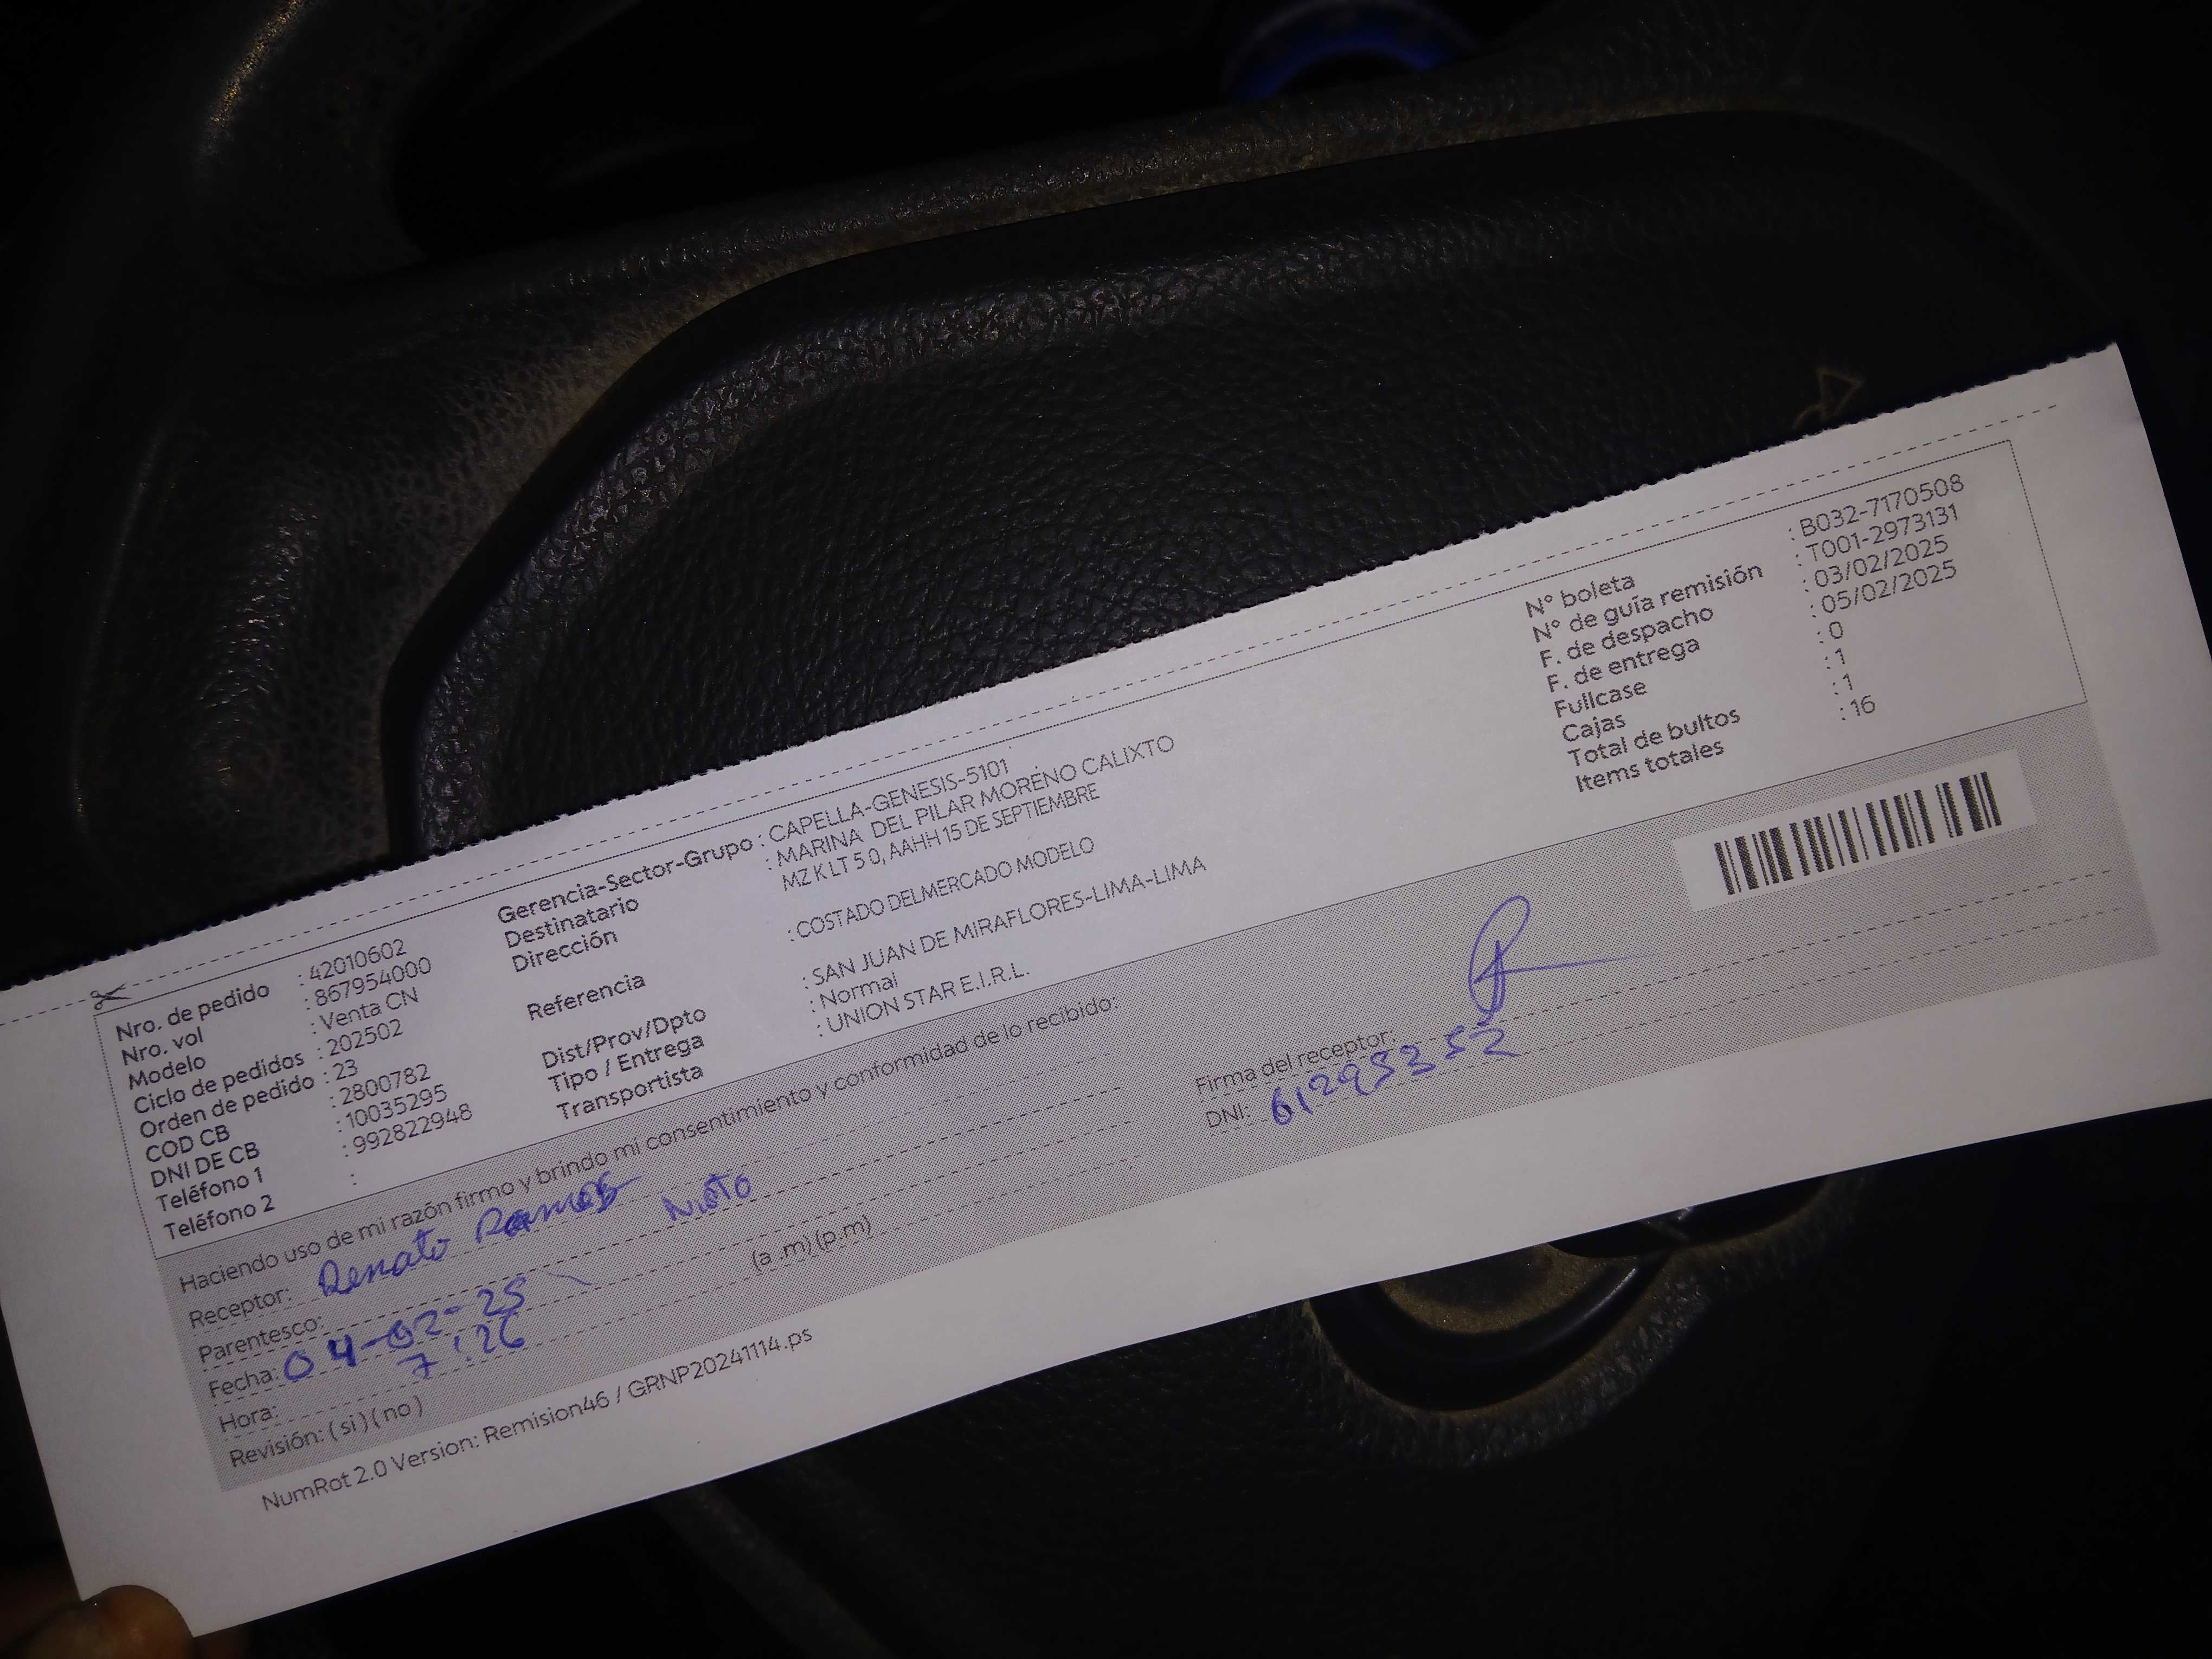 Nro. de pedido : 42010602
Nro. vol : 867954000
Modelo : Venta CN
Ciclo de pedidos : 202502
Orden de pedido : 23
COD CB : 2800782
DNI DE CB : 10035295
Teléfono 1 : 992822948
Teléfono 2 :
Gerencia-Sector-Grupo : CAPELLA-GENESIS-5101
Destinatario : MARINA DEL PILAR MORENO CALIXTO
Dirección MZ K LT 5 0, AAHH 15 DE SEPTIEMBRE
Referencia : COSTADO DELMERCADO MODELO
Dist/Prov/Dpto : SAN JUAN DE MIRAFLORES-LIMA-LIMA
Tipo / Entrega : Normal
Transportista : UNION STAR E.I.R.L.
N° boleta : B032-7170508
N° de guía remisión : T001-2973131
F. de despacho : 03/02/2025
F. de entrega : 05/02/2025
Fullcase : 0
Cajas : 1
Total de bultos : 1
Items totales : 16
Haciendo uso de mi razón firmo y brindo mi consentimiento y conformidad de lo recibido:
Receptor: Renato Ramos
Parentesco: Nieto
Fecha: 04-02-25
Hora: 7:26 (a .m) (p.m)
Revisión: ( si ) ( no )
Firma del receptor:
DNI: 61295352
NumRot 2.0 Version: Remision46 / GRNP20241114.ps